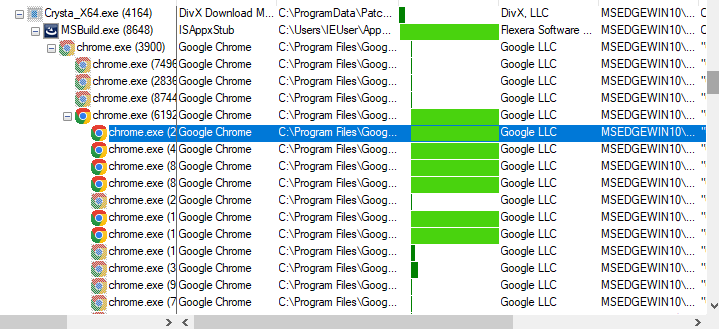 Crysta_X64.exe (4164) DivX Download M... C:\ProgramData\Patc... DivX, LLC MSEDGEWIN10\...
MSBuild.exe (8648) ISAppxStub C:\Users\IEUser\App... Flexera Software ... MSEDGEWIN10\...
chrome.exe (3900) Google Chrome C:\Program Files\Goog... Google LLC MSEDGEWIN10\... "
chrome.exe (7496 Google Chrome C:\Program Files\Goog... Google LLC MSEDGEWIN10\... "
chrome.exe (2836 Google Chrome C:\Program Files\Goog... Google LLC MSEDGEWIN10\... "
chrome.exe (8744 Google Chrome C:\Program Files\Goog... Google LLC MSEDGEWIN10\... "
chrome.exe (6192 Google Chrome C:\Program Files\Goog... Google LLC MSEDGEWIN10\... "
chrome.exe (2 Google Chrome C:\Program Files\Goog... Google LLC MSEDGEWIN10\... "
chrome.exe (4 Google Chrome C:\Program Files\Goog... Google LLC MSEDGEWIN10\... "
chrome.exe (8 Google Chrome C:\Program Files\Goog... Google LLC MSEDGEWIN10\... "
chrome.exe (8 Google Chrome C:\Program Files\Goog... Google LLC MSEDGEWIN10\... "
chrome.exe (2 Google Chrome C:\Program Files\Goog... Google LLC MSEDGEWIN10\... "
chrome.exe (1 Google Chrome C:\Program Files\Goog... Google LLC MSEDGEWIN10\... "
chrome.exe (1 Google Chrome C:\Program Files\Goog... Google LLC MSEDGEWIN10\... "
chrome.exe (1 Google Chrome C:\Program Files\Goog... Google LLC MSEDGEWIN10\... "
chrome.exe (3 Google Chrome C:\Program Files\Goog... Google LLC MSEDGEWIN10\... "
chrome.exe (9 Google Chrome C:\Program Files\Goog... Google LLC MSEDGEWIN10\... "
chrome.exe (7 Google Chrome C:\Program Files\Goog... Google LLC MSEDGEWIN10\... "